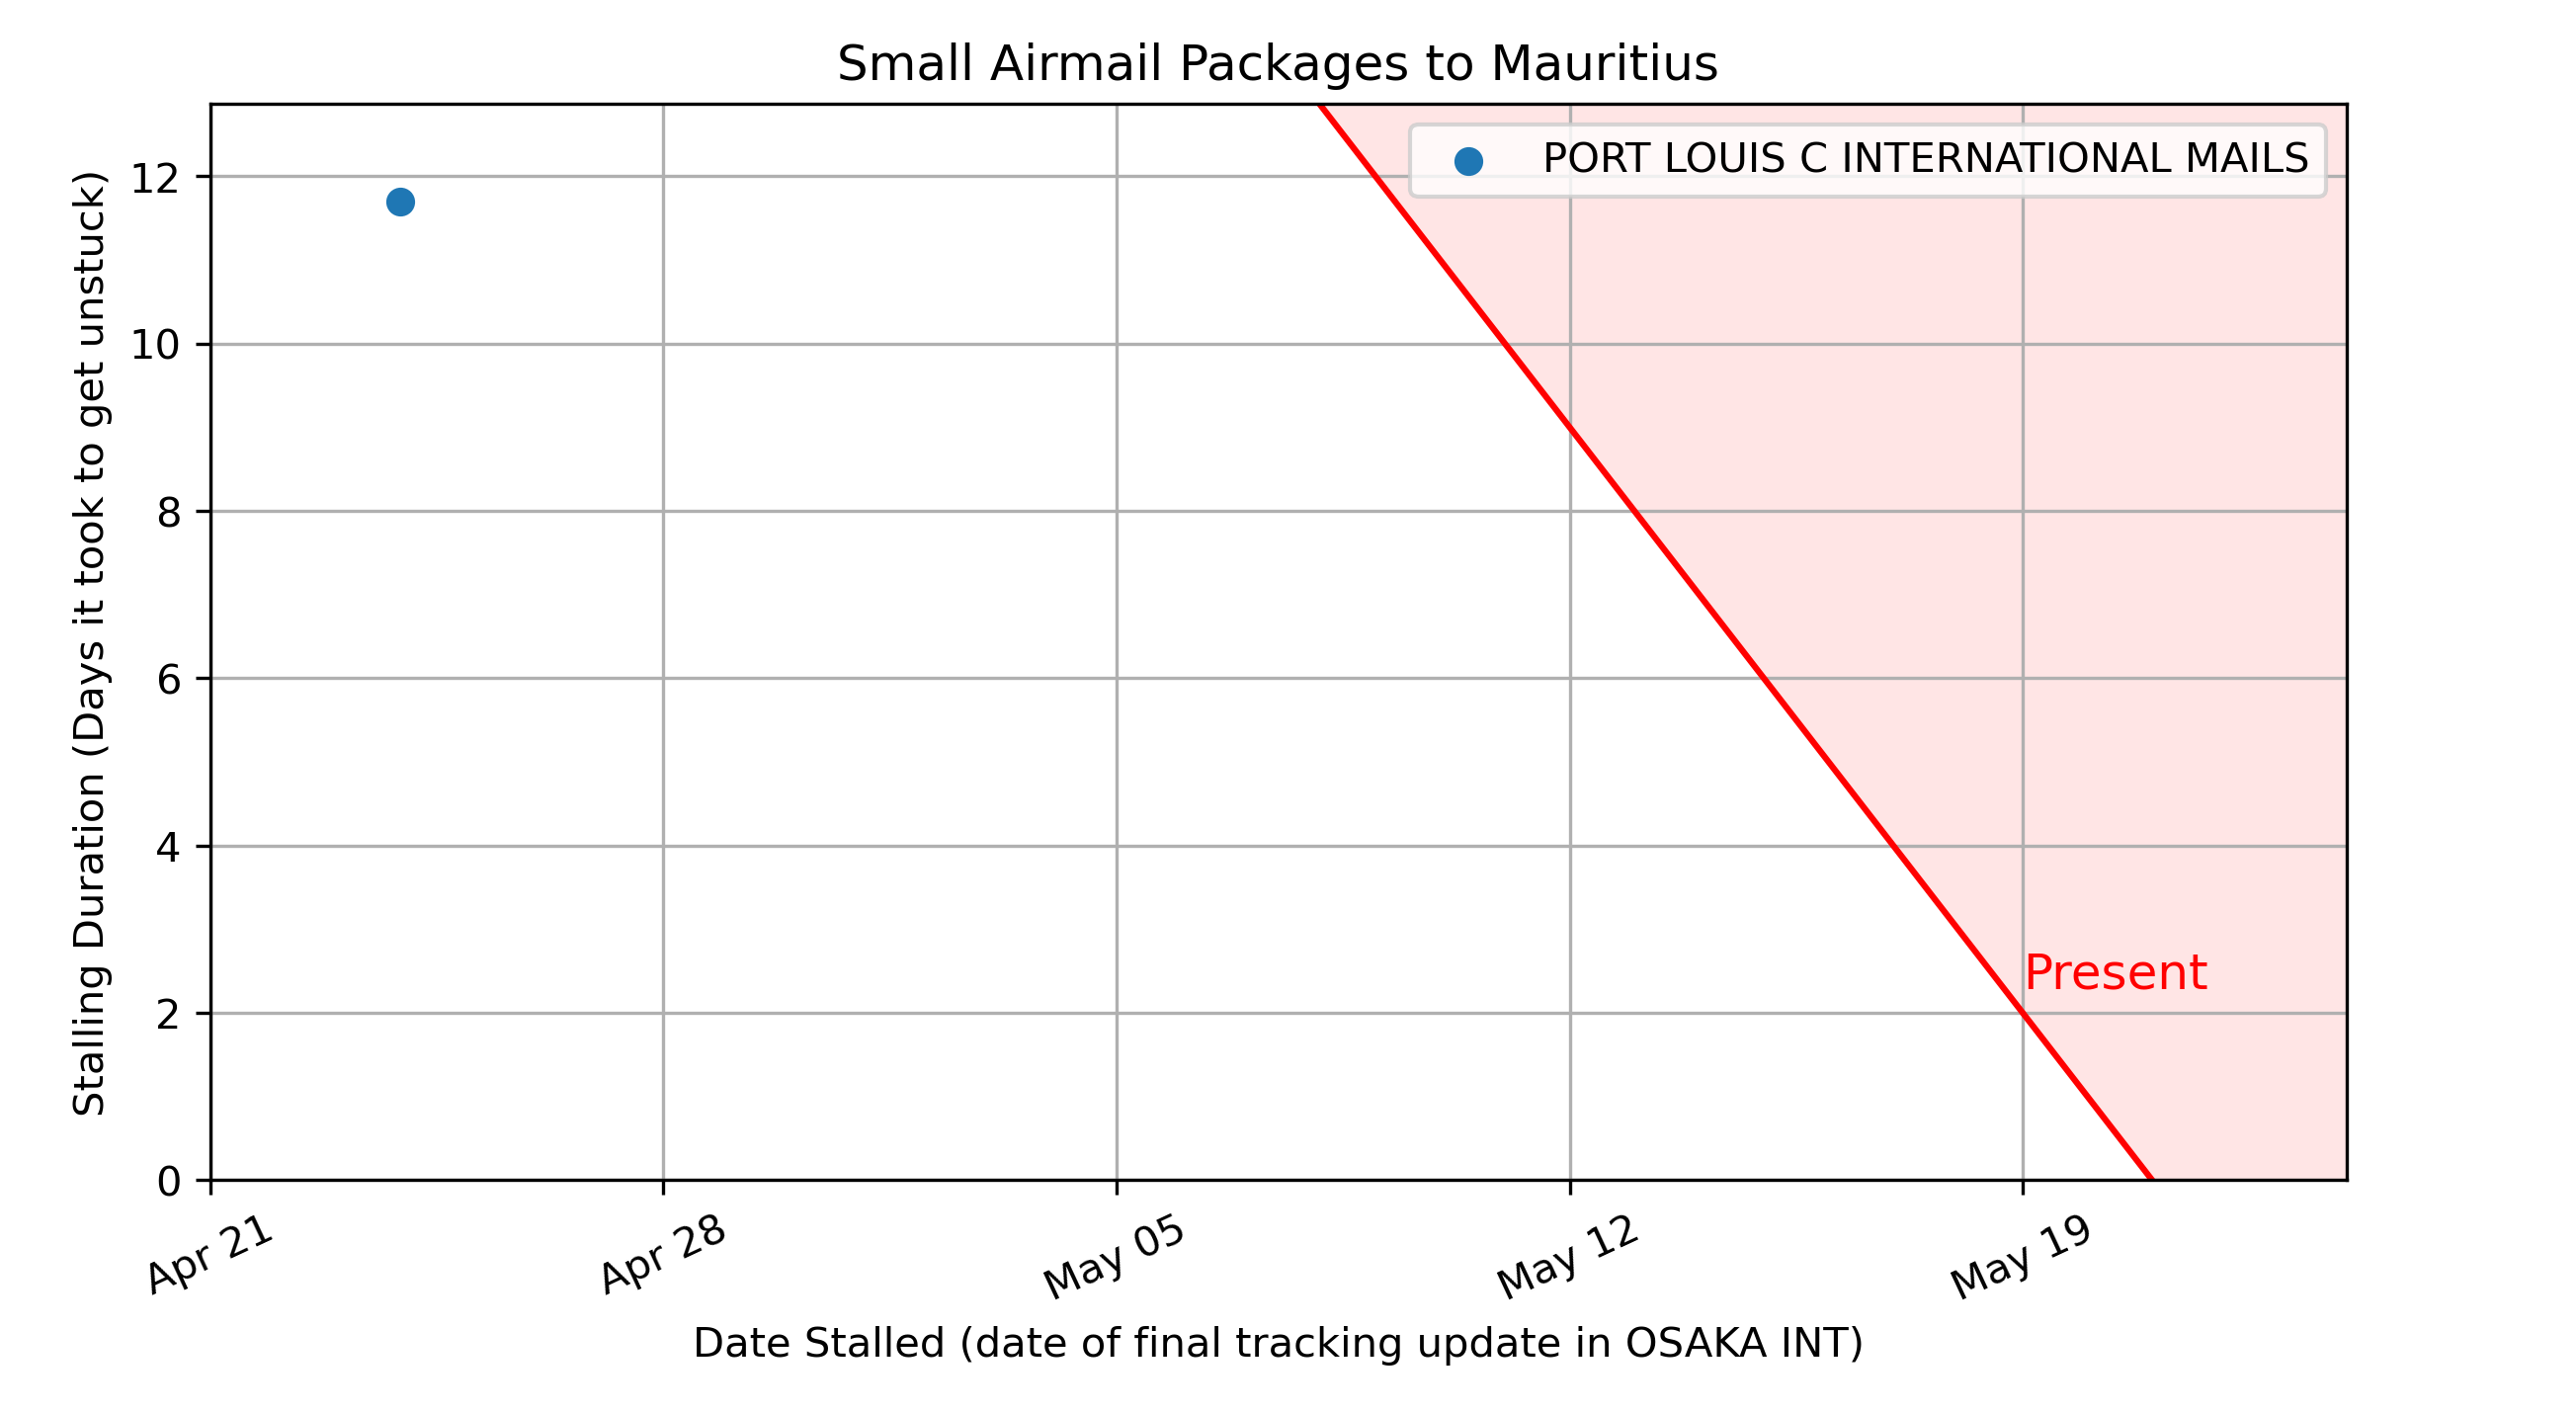 Small Airmail Packages to Mauritius
PORT LOUIS C INTERNATIONAL MAILS
Stalling Duration (Days it took to get unstuck)
12
10
8
6
4
2
0
Present
Apr 21
Apr 28
May 05
May 12
May 19
Date Stalled (date of final tracking update in OSAKA INT)